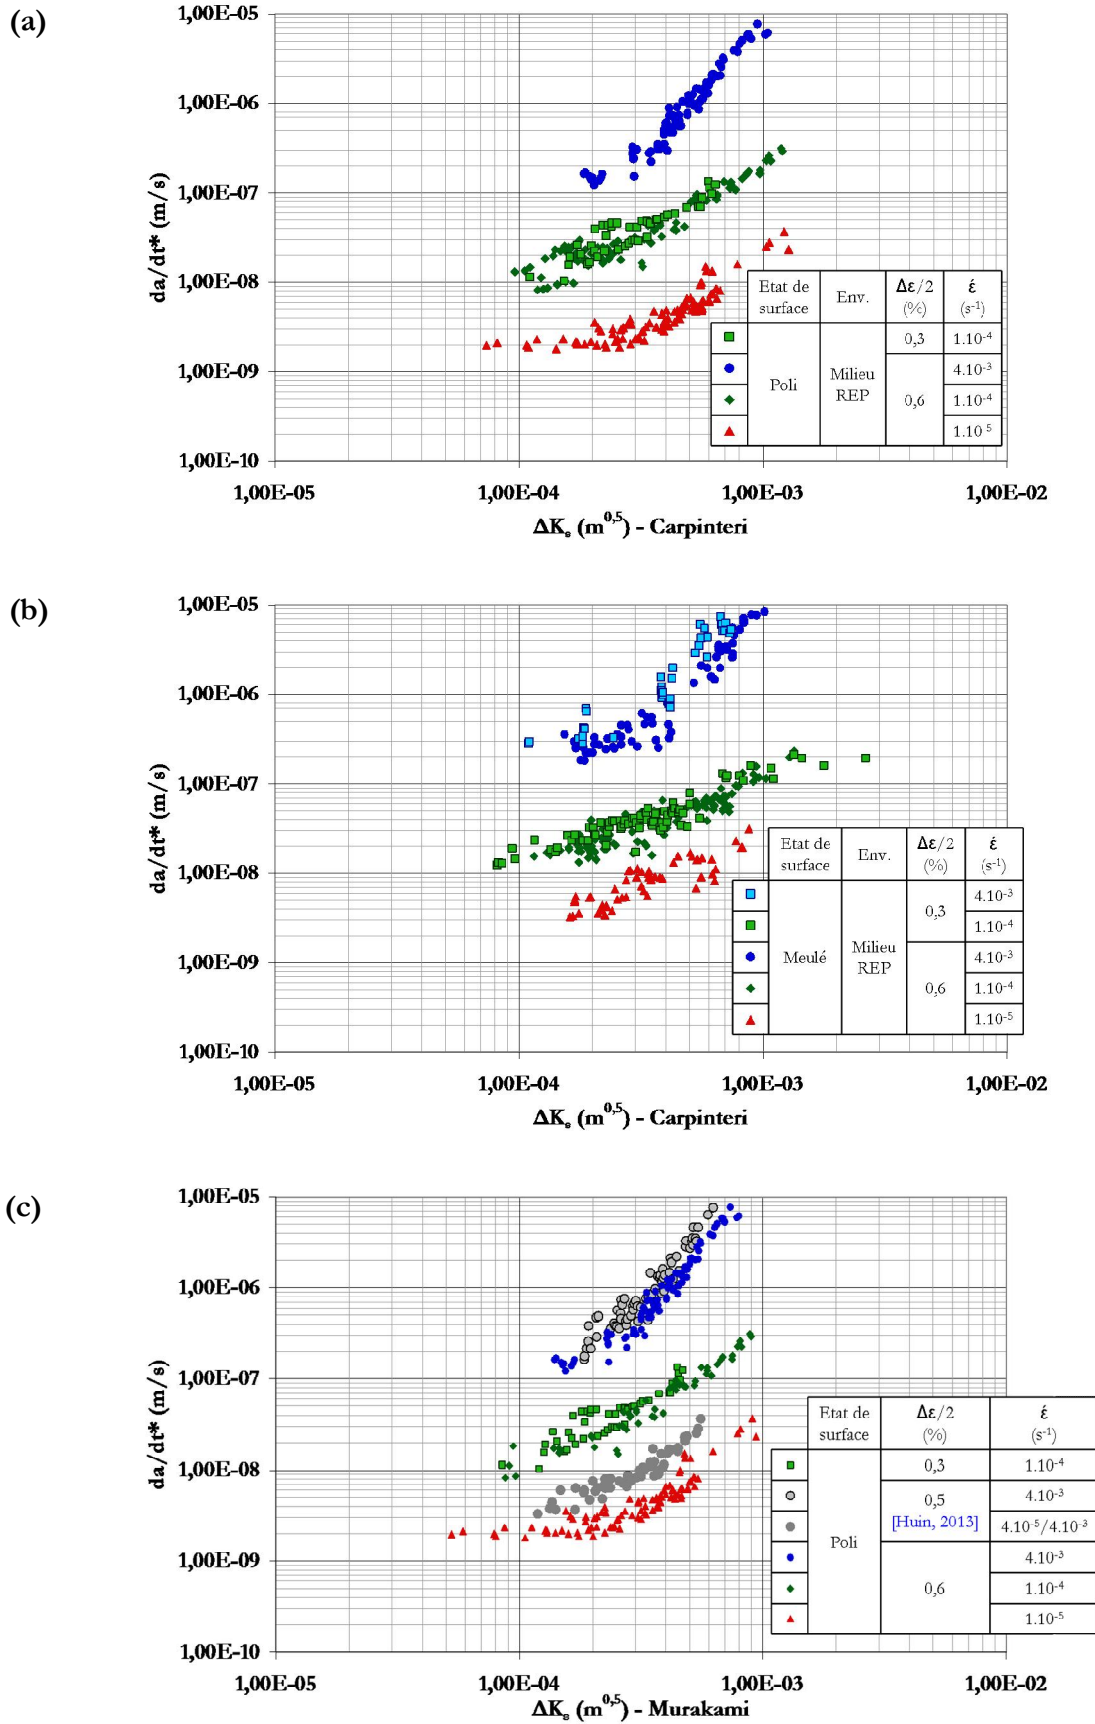 (a)
1,00E-05
1,00E-06
1,00E-07
1,00E-08
1,00E-09
1,00E-10
da/dt* (m/s)
1,00E-05 1,00E-04 1,00E-03 1,00E-02
ΔKε (m^0,5) - Carpinteri
Etat de surface Env. Δε/2 (%) έ (s⁻¹)
Poli Milieu REP
0,3 1.10⁻⁴
0,6 4.10⁻³
1.10⁻⁴
1.10⁻⁵
(b)
1,00E-05
1,00E-06
1,00E-07
1,00E-08
1,00E-09
1,00E-10
da/dt* (m/s)
1,00E-05 1,00E-04 1,00E-03 1,00E-02
ΔKε (m^0,5) - Carpinteri
Etat de surface Env. Δε/2 (%) έ (s⁻¹)
Meulé Milieu REP
0,3 4.10⁻³
1.10⁻⁴
0,6 4.10⁻³
1.10⁻⁴
1.10⁻⁵
(c)
1,00E-05
1,00E-06
1,00E-07
1,00E-08
1,00E-09
1,00E-10
da/dt* (m/s)
1,00E-05 1,00E-04 1,00E-03 1,00E-02
ΔKε (m^0,5) - Murakami
Etat de surface Δε/2 (%) έ (s⁻¹)
Poli
0,3 1.10⁻⁴
0,5 [Huin, 2013] 4.10⁻³
4.10⁻⁵/4.10⁻³
0,6 4.10⁻³
1.10⁻⁴
1.10⁻⁵